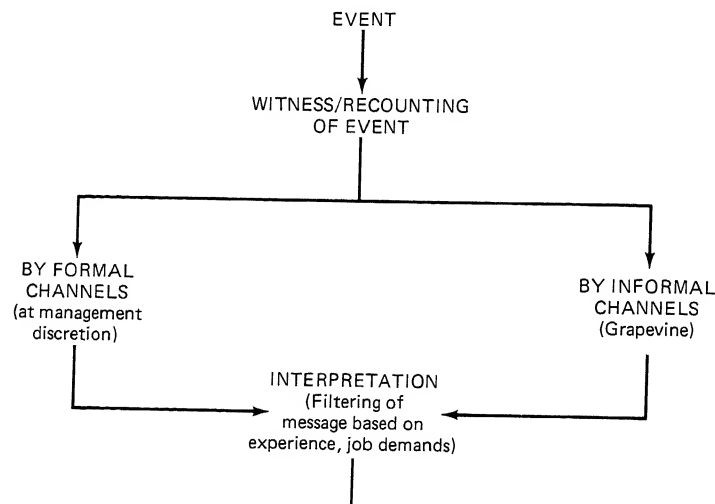 EVENT
WITNESS/RECOUNTING
OF EVENT
BY FORMAL
CHANNELS
(at management
discretion)
BY INFORMAL
CHANNELS
(Grapevine)
INTERPRETATION
(Filtering of
message based on
experience, job demands)